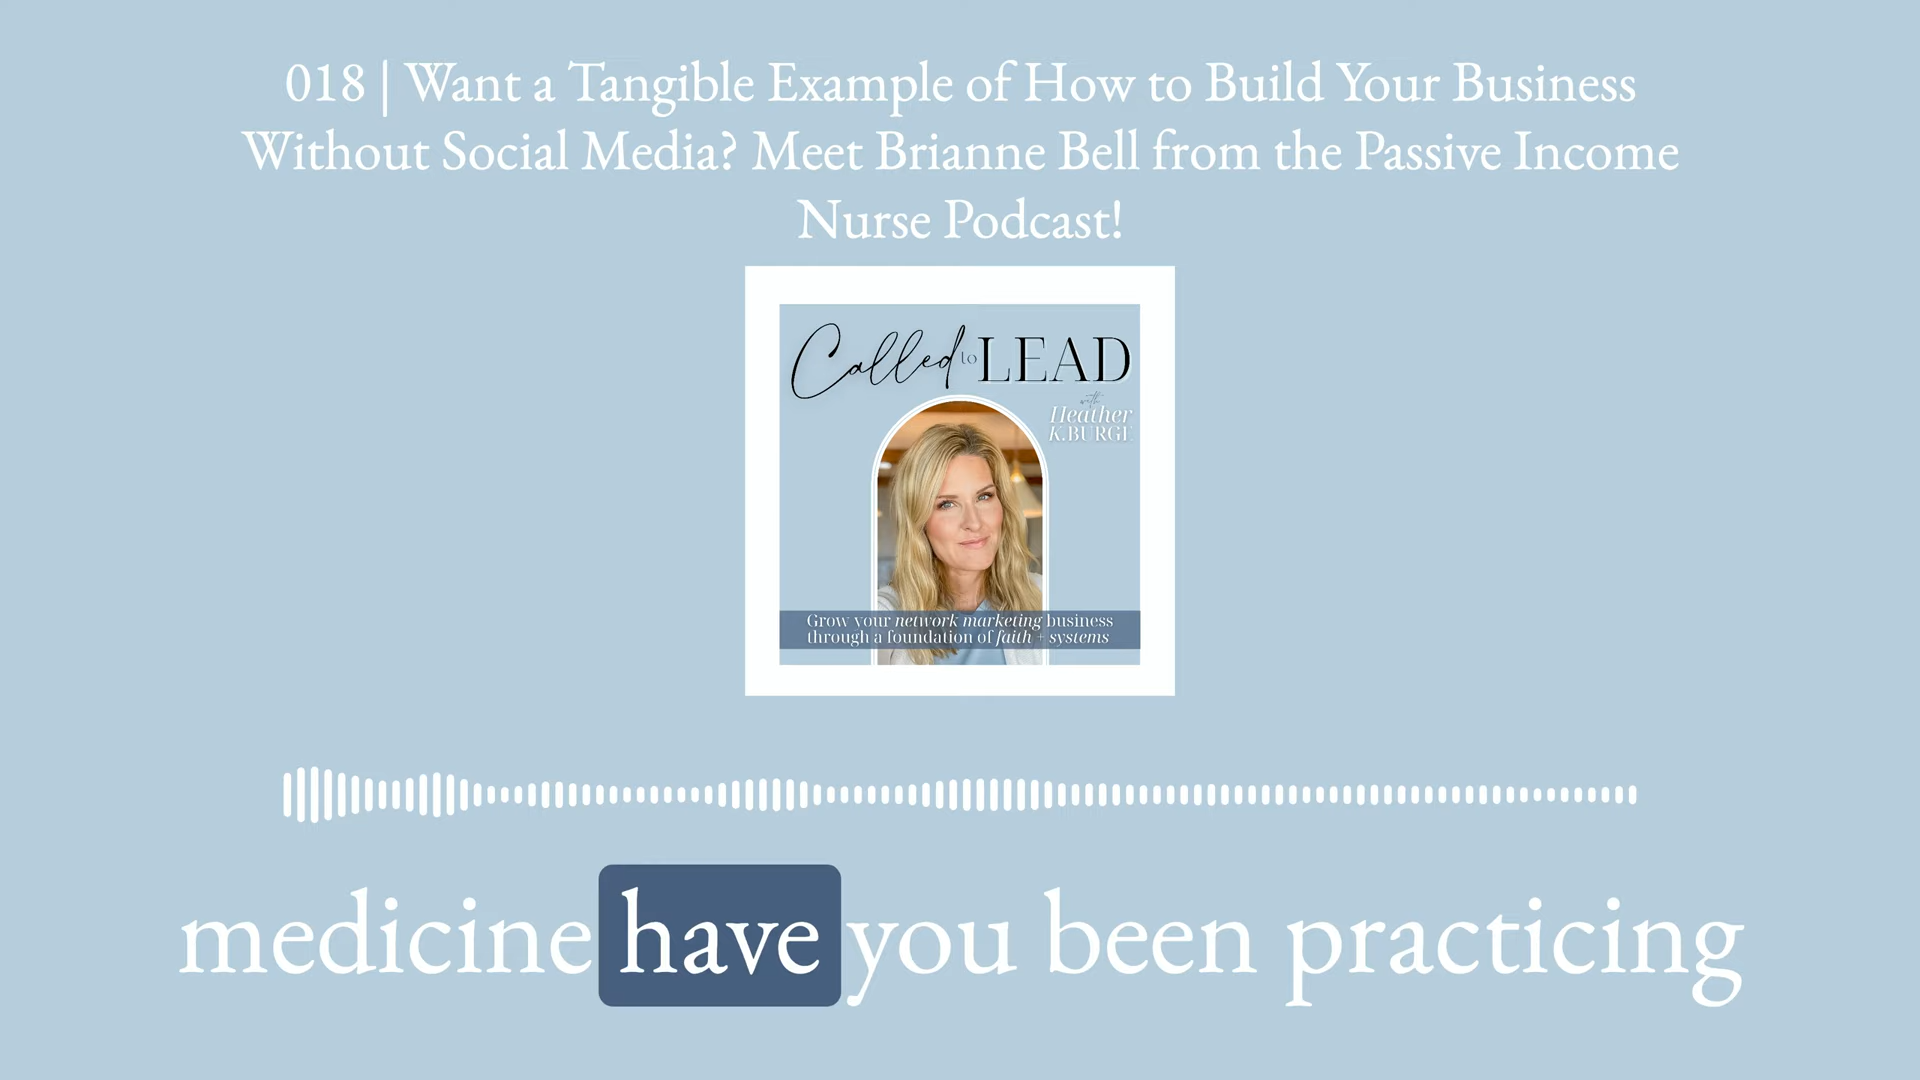 018 | Want a Tangible Example of How to Build Your Business
Without Social Media? Meet Brianne Bell from the Passive Income
Nurse Podcast!
Called to LEAD
with
Heather
K.BURGE
Grow your network marketing business
through a foundation of faith + systems
medicine have you been practicing